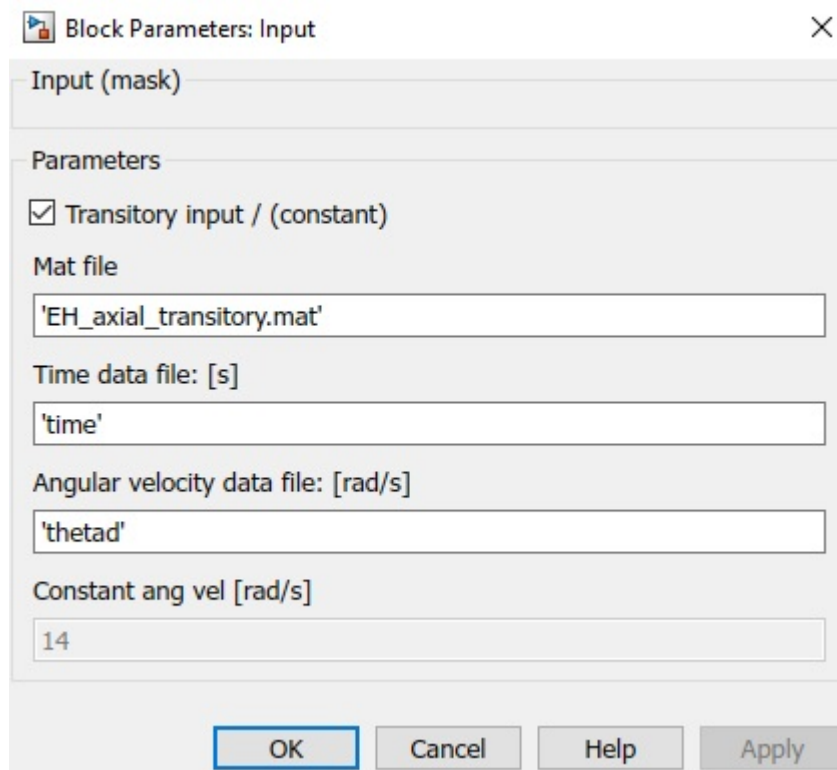 Block Parameters: Input
Input (mask)
Parameters
Transitory input / (constant)
Mat file
'EH_axial_transitory.mat'
Time data file: [s]
'time'
Angular velocity data file: [rad/s]
'thetad'
Constant ang vel [rad/s]
14
OK Cancel Help Apply